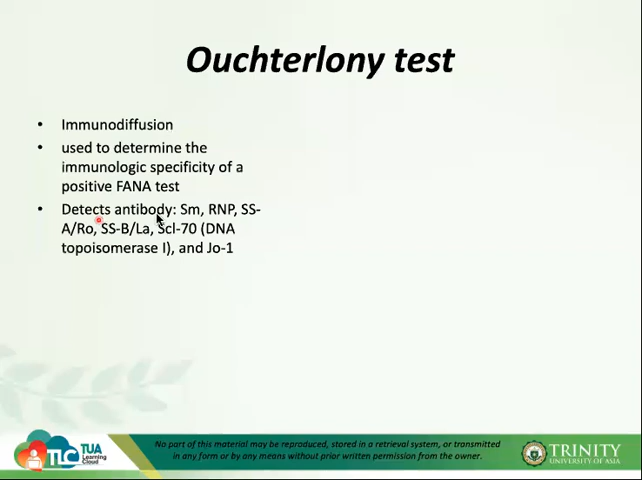 Ouchterlony test
• Immunodiffusion
• used to determine the
immunologic specificity of a
positive FANA test
• Detects antibody: Sm, RNP, SS-
A/Ro, SS-B/La, Scl-70 (DNA
topoisomerase I), and Jo-1
TLC
TUA
Learning
Cloud
No part of this material may be reproduced, stored in a retrieval system, or transmitted
in any form or by any means without prior written permission from the owner.
TRINITY
UNIVERSITY OF ASIA